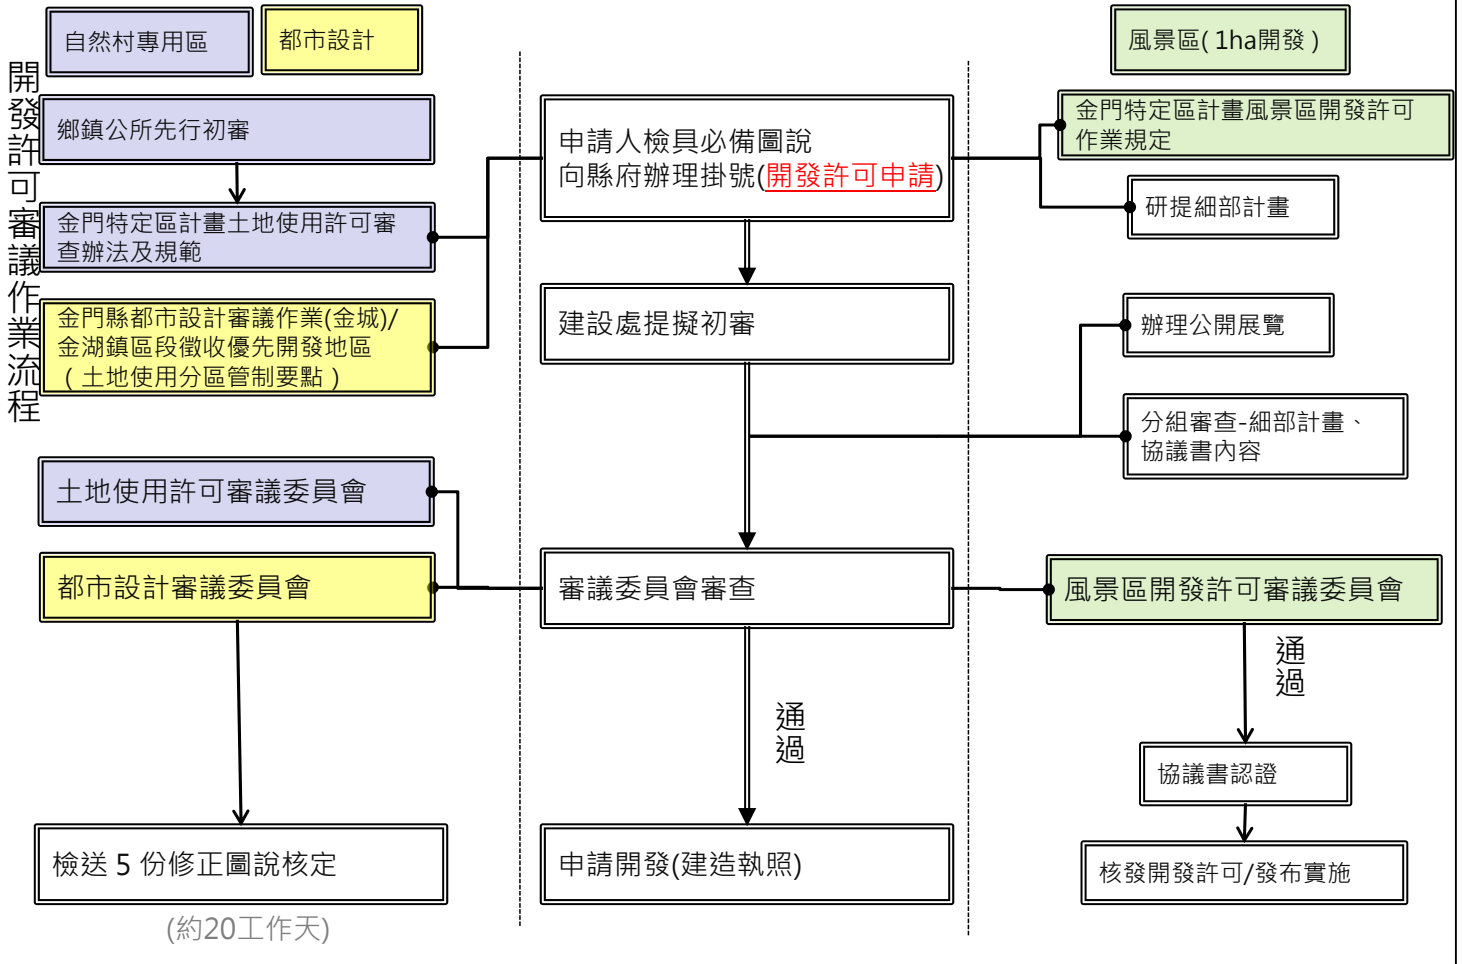 開發許可審議作業流程
自然村專用區
都市設計
鄉鎮公所先行初審
金門特定區計畫土地使用許可審
查辦法及規範
金門縣都市設計審議作業(金城)/
金湖鎮區段徵收優先開發地區
(土地使用分區管制要點)
土地使用許可審議委員會
都市設計審議委員會
檢送 5 份修正圖說核定
(約20工作天)
申請人檢具必備圖說
向縣府辦理掛號(開發許可申請)
建設處提擬初審
審議委員會審查
通過
申請開發(建造執照)
風景區(1ha開發)
金門特定區計畫風景區開發許可
作業規定
研提細部計畫
辦理公開展覽
分組審查-細部計畫、
協議書內容
風景區開發許可審議委員會
通過
協議書認證
核發開發許可/發布實施